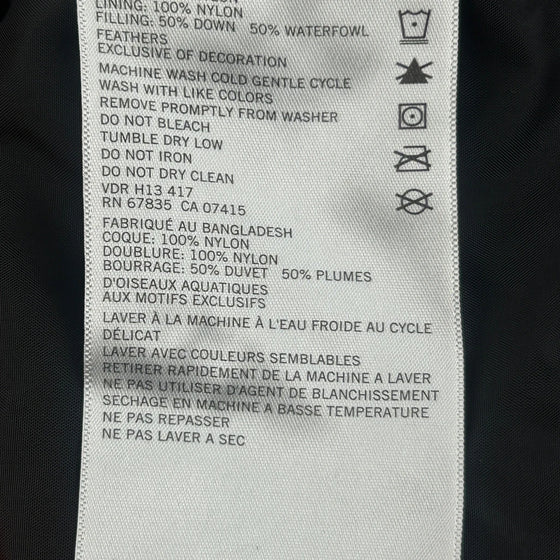 LINING: 100% NYLON
FILLING: 50% DOWN 50% WATERFOWL
FEATHERS
EXCLUSIVE OF DECORATION
MACHINE WASH COLD GENTLE CYCLE
WASH WITH LIKE COLORS
REMOVE PROMPTLY FROM WASHER
DO NOT BLEACH
TUMBLE DRY LOW
DO NOT IRON
DO NOT DRY CLEAN
VDR H13 417
RN 67835 CA 07415
FABRIQUÉ AU BANGLADESH
COQUE: 100% NYLON
DOUBLURE: 100% NYLON
BOURRAGE: 50% DUVET 50% PLUMES
D'OISEAUX AQUATIQUES
AUX MOTIFS EXCLUSIFS
LAVER À LA MACHINE À L'EAU FROIDE AU CYCLE
DÉLICAT
LAVER AVEC COULEURS SEMBLABLES
RETIRER RAPIDEMENT DE LA MACHINE A LAVER
NE PAS UTILISER D'AGENT DE BLANCHISSEMENT
SECHAGE EN MACHINE A BASSE TEMPERATURE
NE PAS REPASSER
NE PAS LAVER A SEC